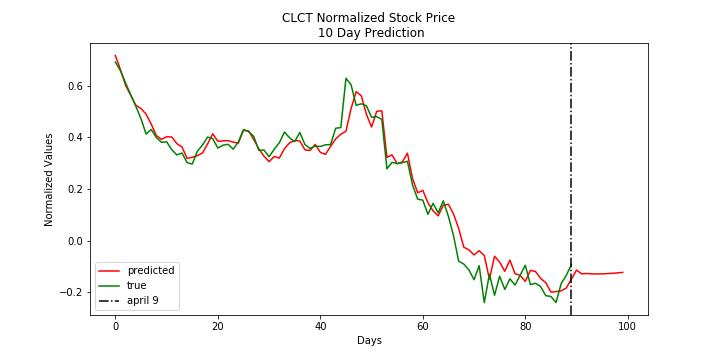 CLCT Normalized Stock Price
10 Day Prediction
Normalized Values
0.6
0.4
0.2
0.0
−0.2
predicted
true
april 9
0
20
40
60
80
100
Days